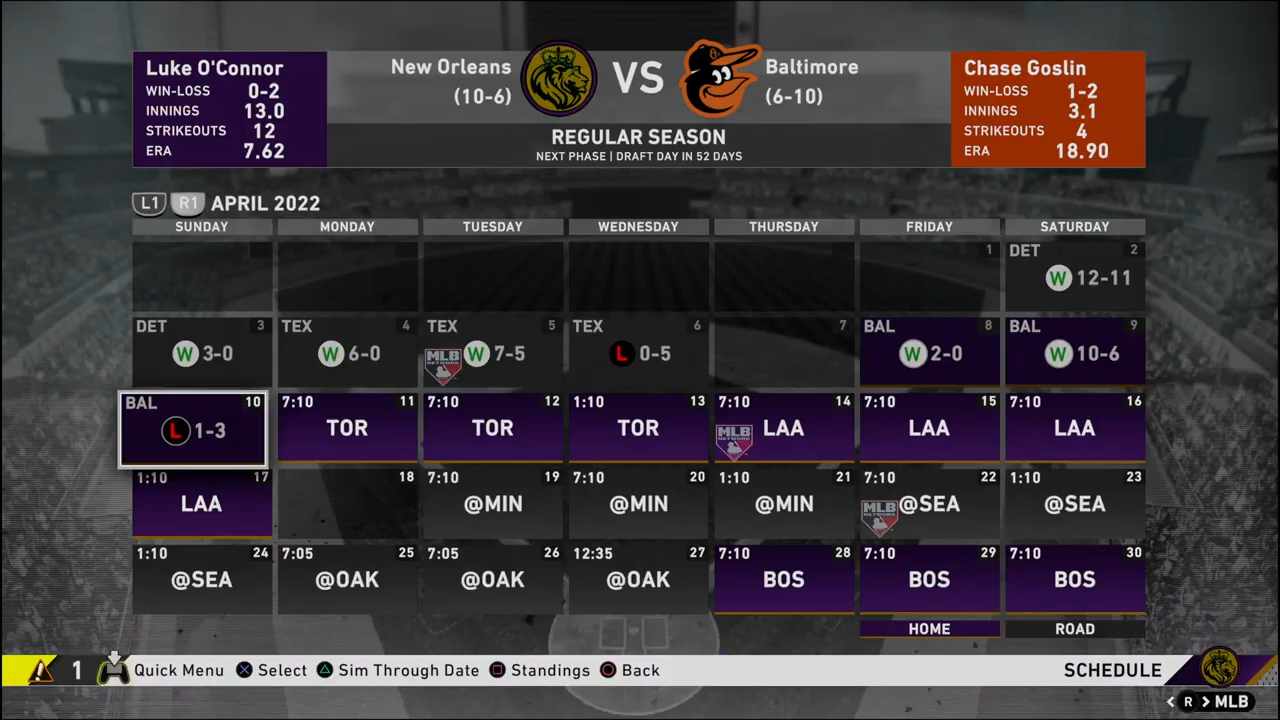 Luke O'Connor
WIN-LOSS 0-2
INNINGS 13.0
STRIKEOUTS 12
ERA 7.62
New Orleans
(10-6)
VS
Baltimore
(6-10)
REGULAR SEASON
NEXT PHASE | DRAFT DAY IN 52 DAYS
Chase Goslin
WIN-LOSS 1-2
INNINGS 3.1
STRIKEOUTS 4
ERA 18.90
L1 R1 APRIL 2022
SUNDAY MONDAY TUESDAY WEDNESDAY THURSDAY FRIDAY SATURDAY
1 DET 2
W 12-11
DET 3 TEX 4 TEX 5 TEX 6 7 BAL 8 BAL 9
W 3-0 W 6-0 MLB NETWORK W 7-5 L 0-5 W 2-0 W 10-6
BAL 10 7:10 11 7:10 12 1:10 13 7:10 14 7:10 15 7:10 16
L 1-3 TOR TOR TOR MLB NETWORK LAA LAA LAA
1:10 17 18 7:10 19 7:10 20 1:10 21 7:10 22 1:10 23
LAA @MIN @MIN @MIN MLB NETWORK @SEA @SEA
1:10 24 7:05 25 7:05 26 12:35 27 7:10 28 7:10 29 7:10 30
@SEA @OAK @OAK @OAK BOS BOS BOS
HOME ROAD
1 Quick Menu Select Sim Through Date Standings Back SCHEDULE
< R > MLB